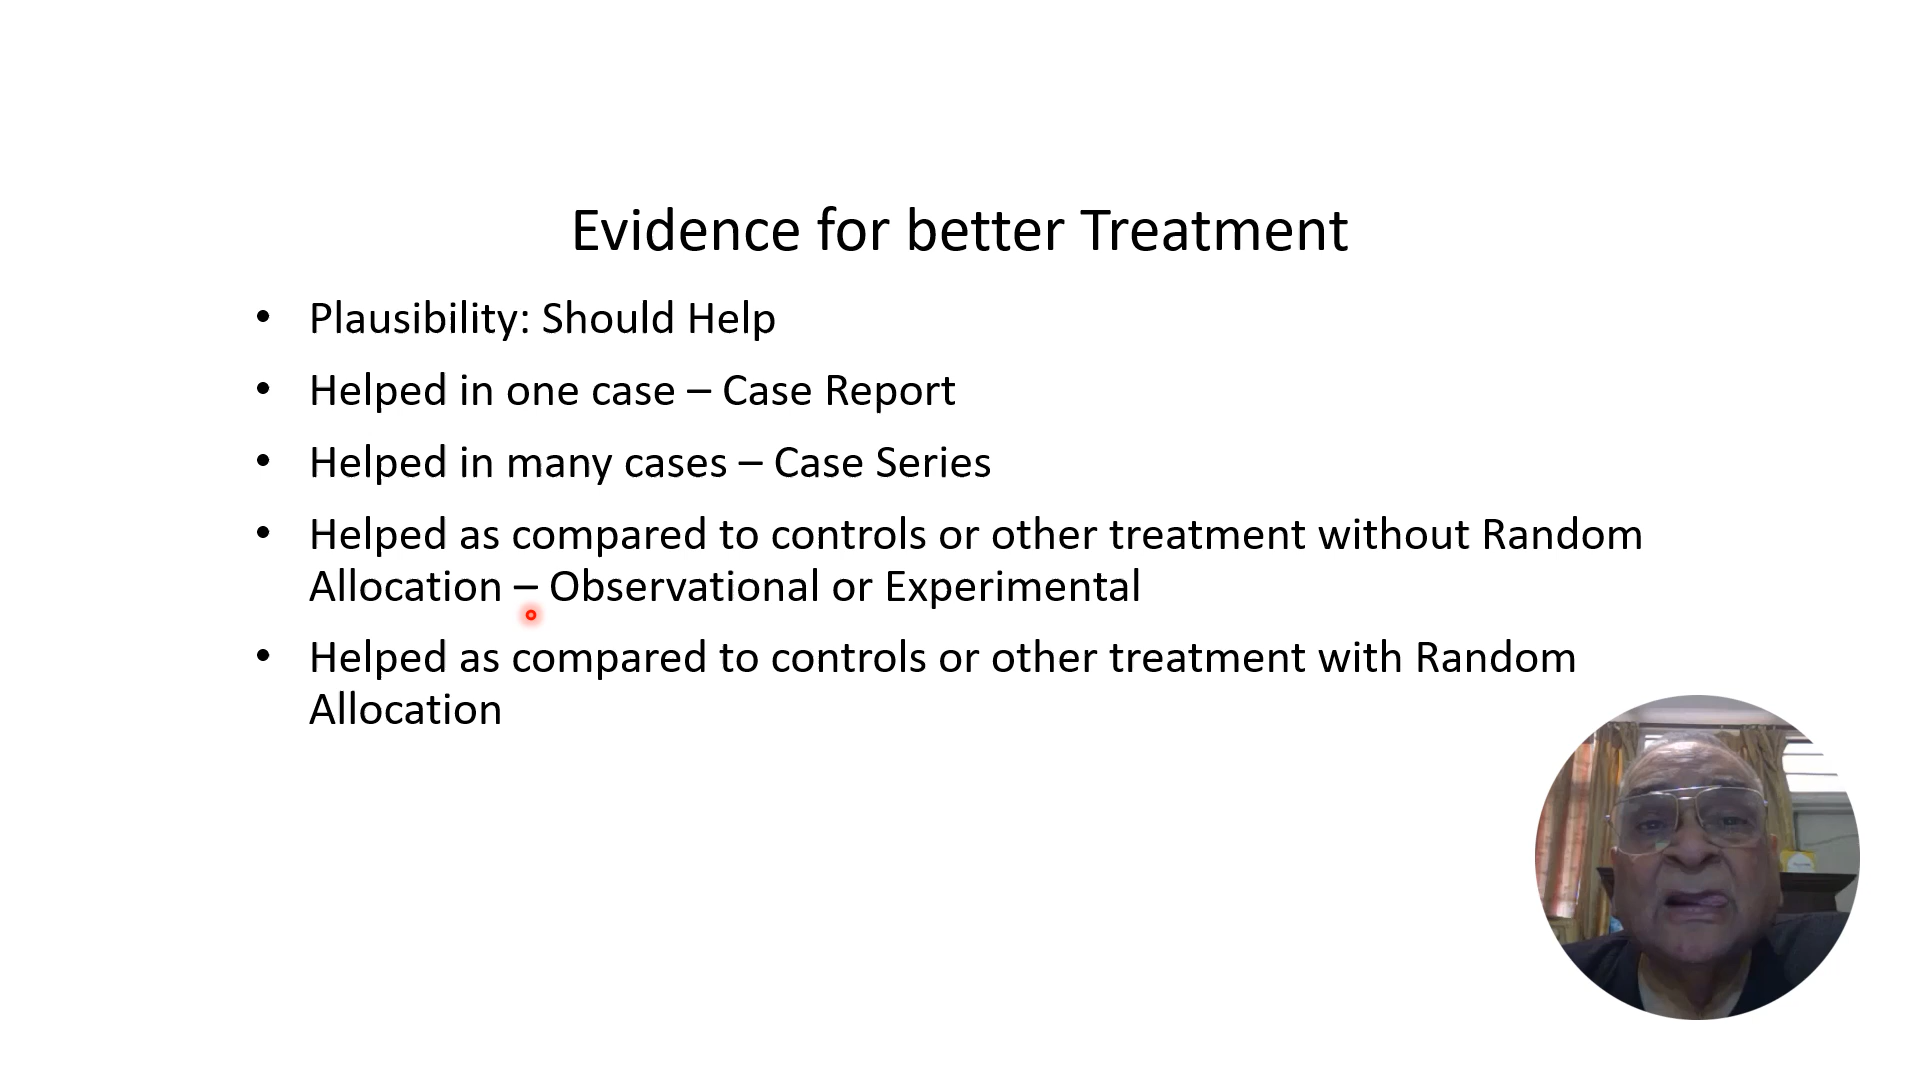 Evidence for better Treatment
• Plausibility: Should Help
• Helped in one case – Case Report
• Helped in many cases – Case Series
• Helped as compared to controls or other treatment without Random
Allocation – Observational or Experimental
• Helped as compared to controls or other treatment with Random
Allocation